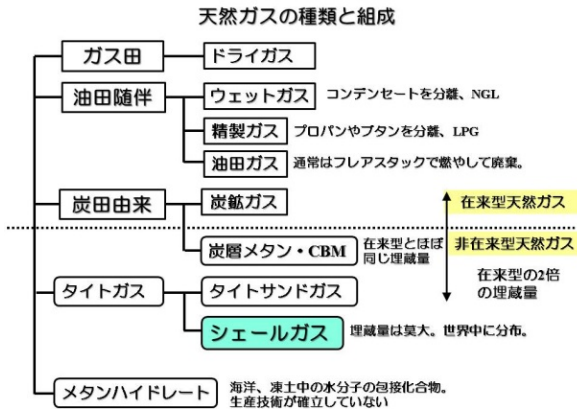 天然ガスの種類と組成
ガス田
ドライガス
油田随伴
ウェットガス
コンデンセートを分離、NGL
精製ガス
プロパンやブタンを分離、LPG
油田ガス
通常はフレアスタックで燃やして廃棄。
炭田由来
炭鉱ガス
在来型天然ガス
炭層メタン・CBM
在来型とほぼ
同じ埋蔵量
非在来型天然ガス
在来型の2倍
の埋蔵量
タイトガス
タイトサンドガス
シェールガス
埋蔵量は莫大。世界中に分布。
メタンハイドレート
海洋、凍土中の水分子の包接化合物。
生産技術が確立していない